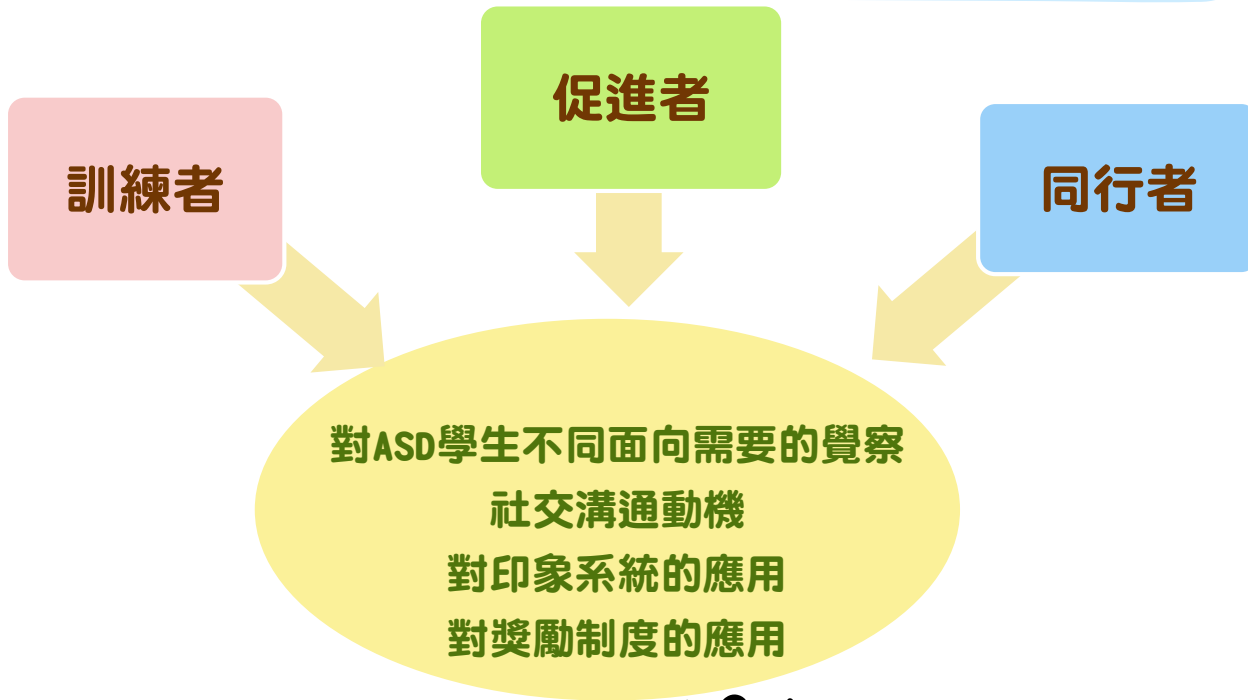 促進者
訓練者
同行者
對ASD學生不同面向需要的覺察
社交溝通動機
對印象系統的應用
對獎勵制度的應用